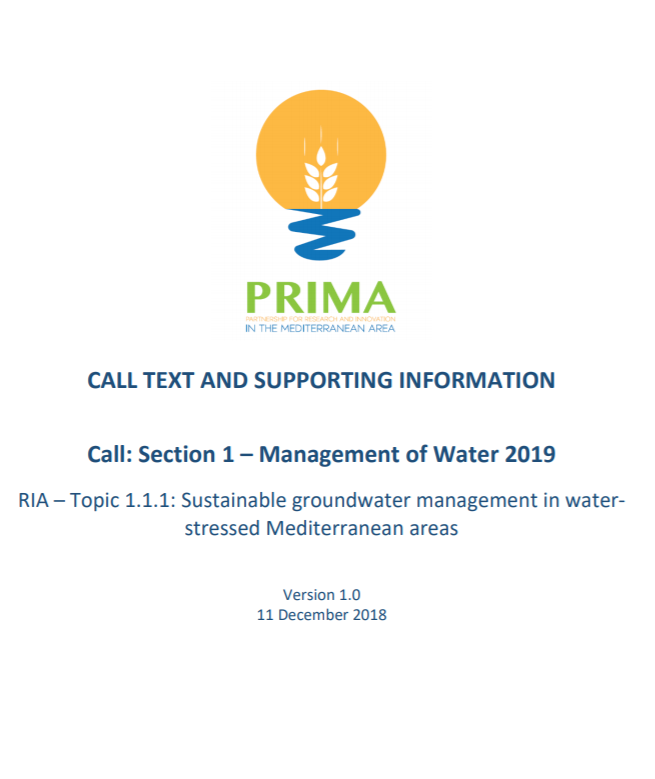 PRIMA
PARTNERSHIP FOR RESEARCH AND INNOVATION
IN THE MEDITERRANEAN AREA
CALL TEXT AND SUPPORTING INFORMATION
Call: Section 1 – Management of Water 2019
RIA – Topic 1.1.1: Sustainable groundwater management in water-
stressed Mediterranean areas
Version 1.0
11 December 2018